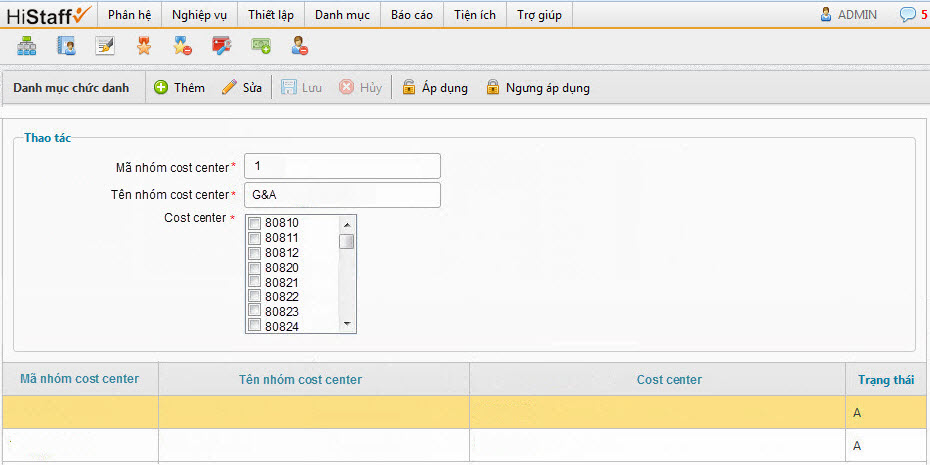 HiStaff Phân hệ Nghiệp vụ Thiết lập Danh mục Báo cáo Tiện ích Trợ giúp ADMIN 5
Danh mục chức danh Thêm Sửa Lưu Hủy Áp dụng Ngưng áp dụng
Thao tác
Mã nhóm cost center* 1
Tên nhóm cost center * G&A
Cost center *
80810
80811
80812
80820
80821
80822
80823
80824
Mã nhóm cost center Tên nhóm cost center Cost center Trạng thái
A
A